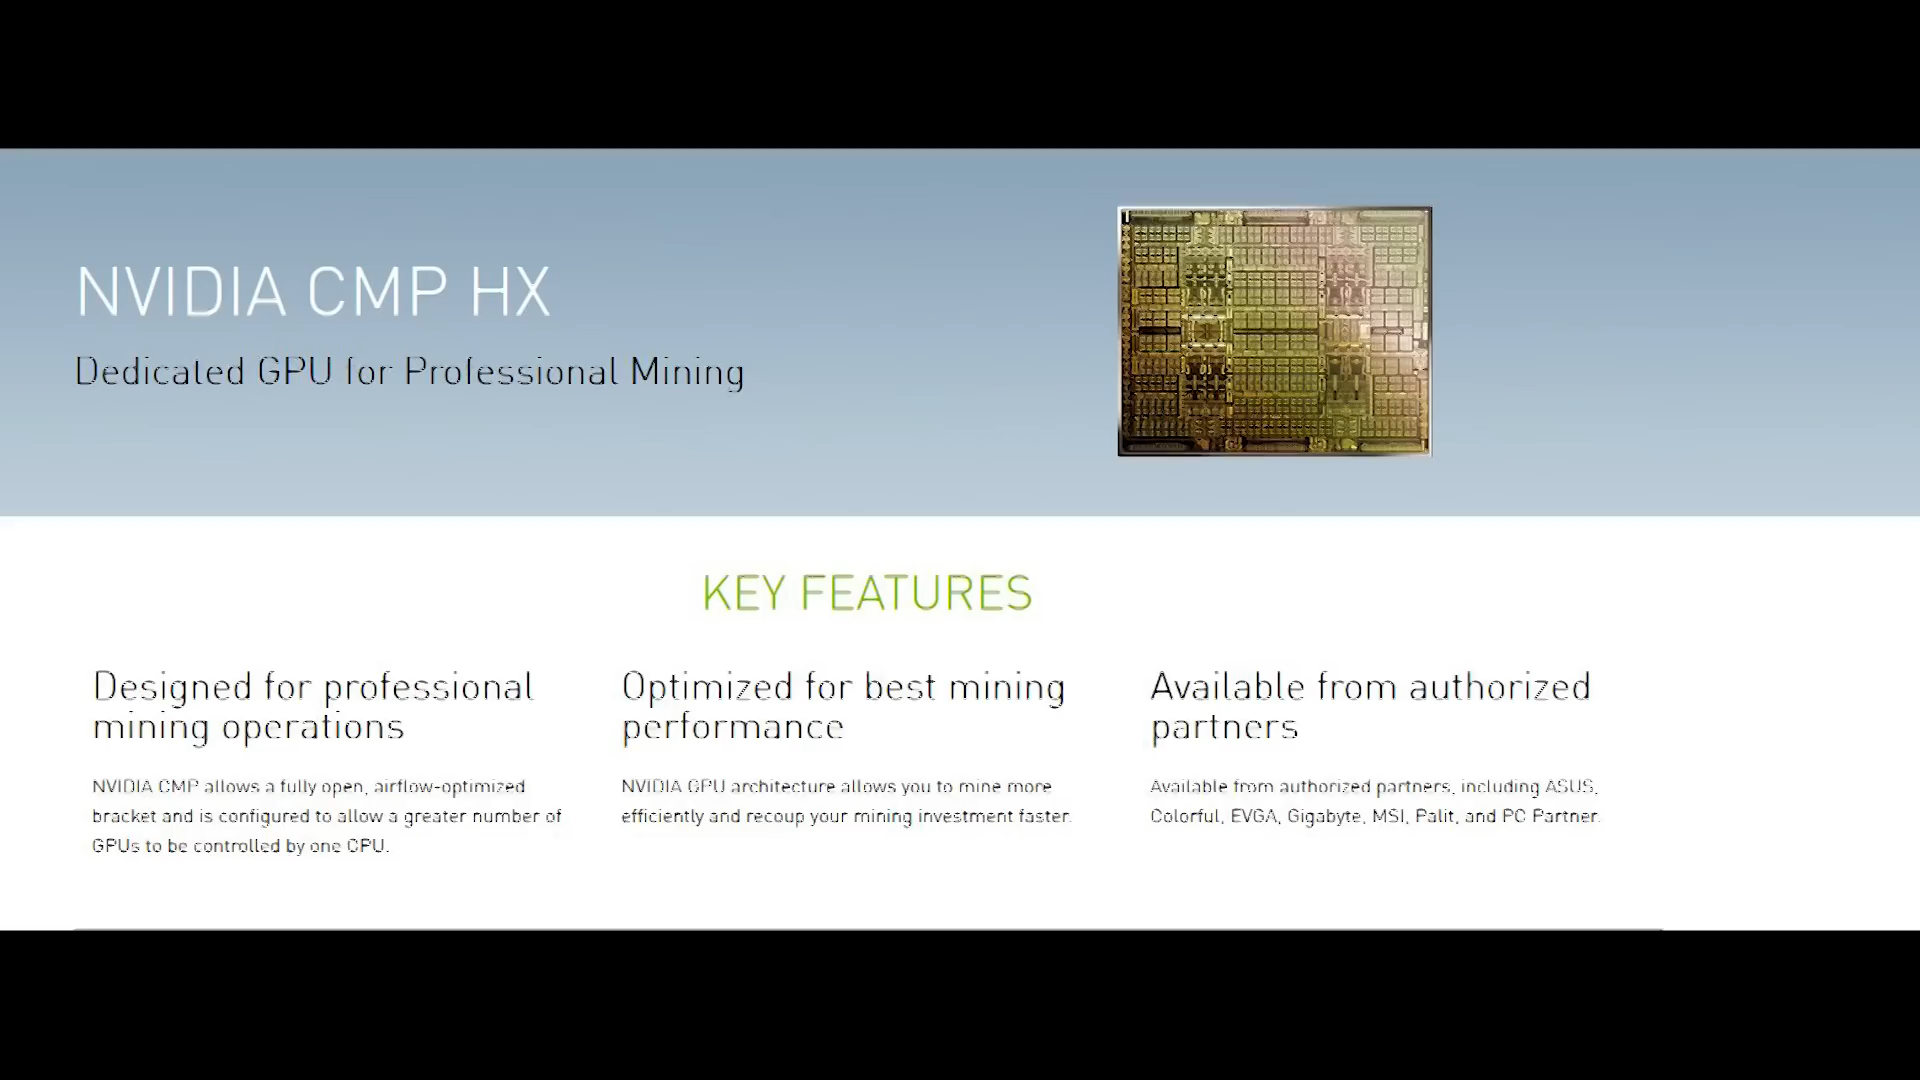 NVIDIA CMP HX
Dedicated GPU for Professional Mining
KEY FEATURES
Designed for professional
mining operations
NVIDIA CMP allows a fully open, airflow-optimized
bracket and is configured to allow a greater number of
GPUs to be controlled by one CPU.
Optimized for best mining
performance
NVIDIA GPU architecture allows you to mine more
efficiently and recoup your mining investment faster.
Available from authorized
partners
Available from authorized partners, including ASUS,
Colorful, EVGA, Gigabyte, MSI, Palit, and PC Partner.